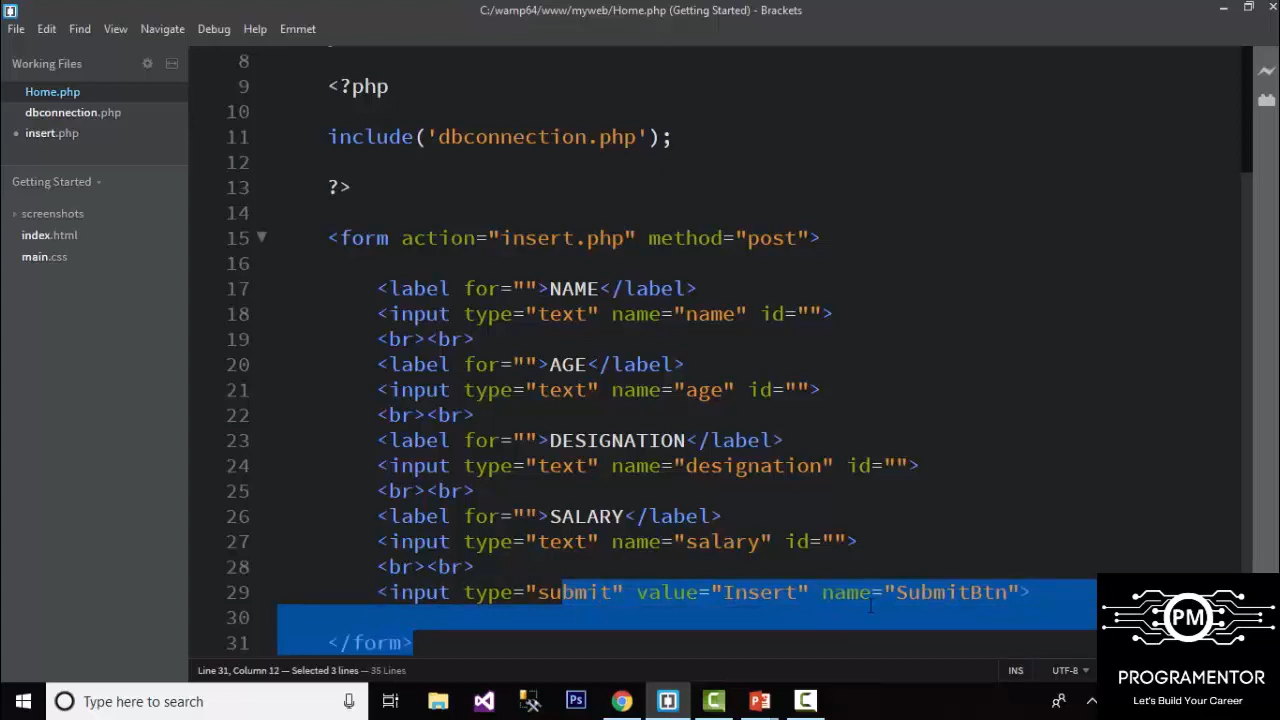 C:/wamp64/www/myweb/Home.php (Getting Started) - Brackets
File Edit Find View Navigate Debug Help Emmet
Working Files
Home.php
dbconnection.php
insert.php
Getting Started
screenshots
index.html
main.css
8
9 <?php
10
11 include('dbconnection.php');
12
13 ?>
14
15 <form action="insert.php" method="post">
16
17 <label for="">NAME</label>
18 <input type="text" name="name" id="">
19 <br><br>
20 <label for="">AGE</label>
21 <input type="text" name="age" id="">
22 <br><br>
23 <label for="">DESIGNATION</label>
24 <input type="text" name="designation" id="">
25 <br><br>
26 <label for="">SALARY</label>
27 <input type="text" name="salary" id="">
28 <br><br>
29 <input type="submit" value="Insert" name="SubmitBtn">
30
31 </form>
Line 31, Column 12 — Selected 3 lines — 35 Lines INS UTF-8
PM
PROGRAMENTOR
Let's Build Your Career
Type here to search
Ps